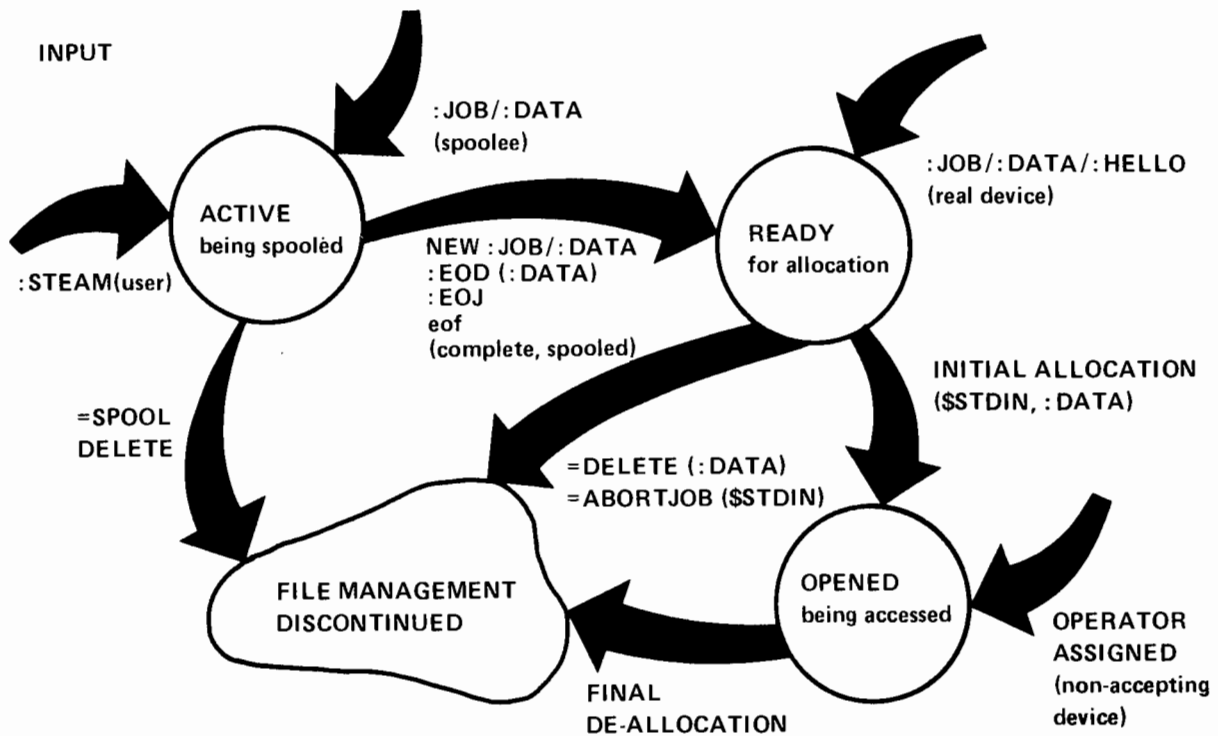 INPUT
:JOB/:DATA
(spoolee)
:JOB/:DATA/:HELLO
(real device)
ACTIVE
being spooled
:STEAM(user)
NEW :JOB/:DATA
:EOD (:DATA)
:EOJ
eof
(complete, spooled)
READY
for allocation
INITIAL ALLOCATION
($STDIN, :DATA)
=SPOOL
DELETE
=DELETE (:DATA)
=ABORTJOB ($STDIN)
FILE MANAGEMENT
DISCONTINUED
OPENED
being accessed
OPERATOR
ASSIGNED
(non-accepting
device)
FINAL
DE-ALLOCATION